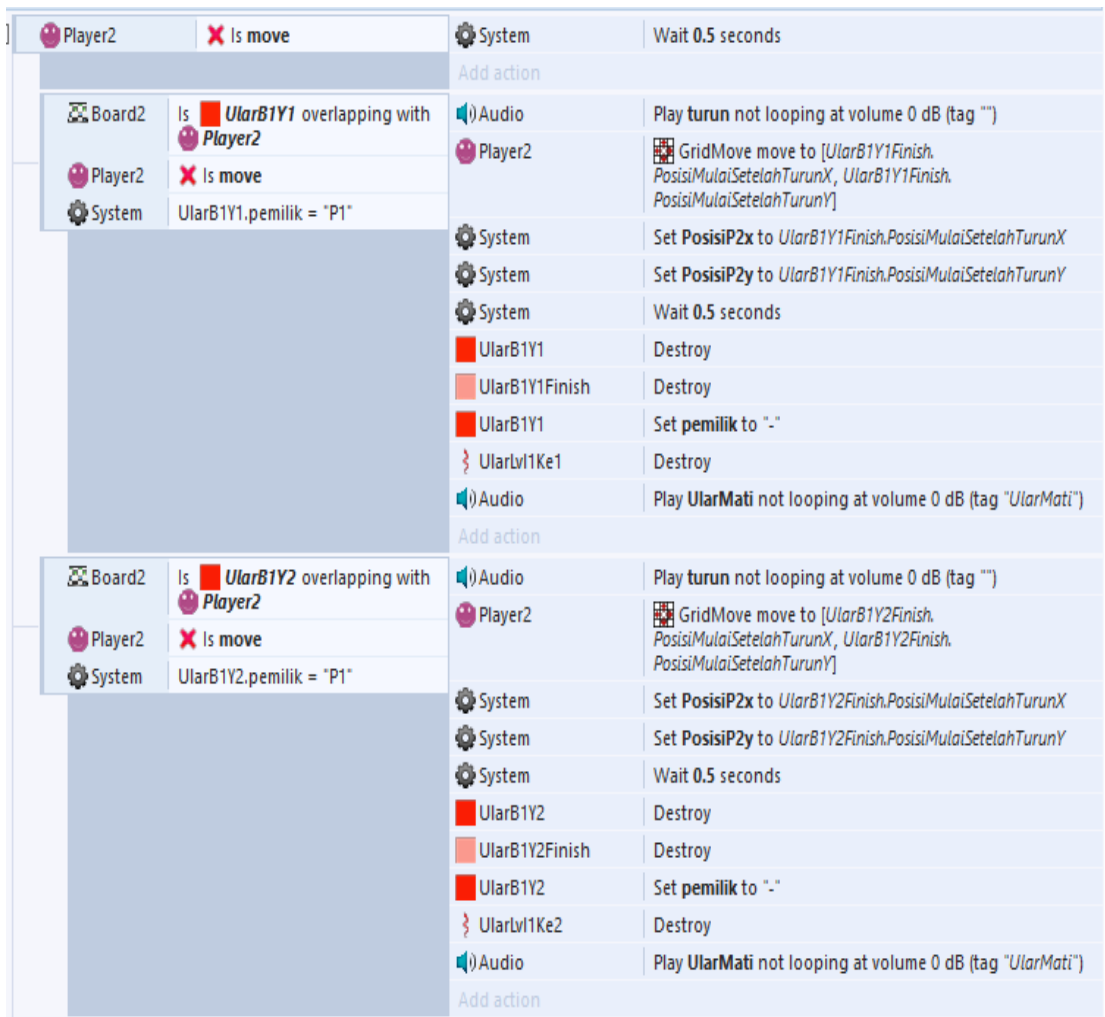 Player2 Is move System Wait 0.5 seconds
Add action
Board2 Is UlarB1Y1 overlapping with Audio Play turun not looping at volume 0 dB (tag "")
Player2
Player2 GridMove move to [UlarB1Y1Finish.
Player2 Is move PosisiMulaiSetelahTurunX, UlarB1Y1Finish.
PosisiMulaiSetelahTurunY]
System UlarB1Y1.pemilik = "P1"
System Set PosisiP2x to UlarB1Y1Finish.PosisiMulaiSetelahTurunX
System Set PosisiP2y to UlarB1Y1Finish.PosisiMulaiSetelahTurunY
System Wait 0.5 seconds
UlarB1Y1 Destroy
UlarB1Y1Finish Destroy
UlarB1Y1 Set pemilik to "-"
UlarLvl1Ke1 Destroy
Audio Play UlarMati not looping at volume 0 dB (tag "UlarMati")
Add action
Board2 Is UlarB1Y2 overlapping with Audio Play turun not looping at volume 0 dB (tag "")
Player2
Player2 GridMove move to [UlarB1Y2Finish.
Player2 Is move PosisiMulaiSetelahTurunX, UlarB1Y2Finish.
PosisiMulaiSetelahTurunY]
System UlarB1Y2.pemilik = "P1"
System Set PosisiP2x to UlarB1Y2Finish.PosisiMulaiSetelahTurunX
System Set PosisiP2y to UlarB1Y2Finish.PosisiMulaiSetelahTurunY
System Wait 0.5 seconds
UlarB1Y2 Destroy
UlarB1Y2Finish Destroy
UlarB1Y2 Set pemilik to "-"
UlarLvl1Ke2 Destroy
Audio Play UlarMati not looping at volume 0 dB (tag "UlarMati")
Add action